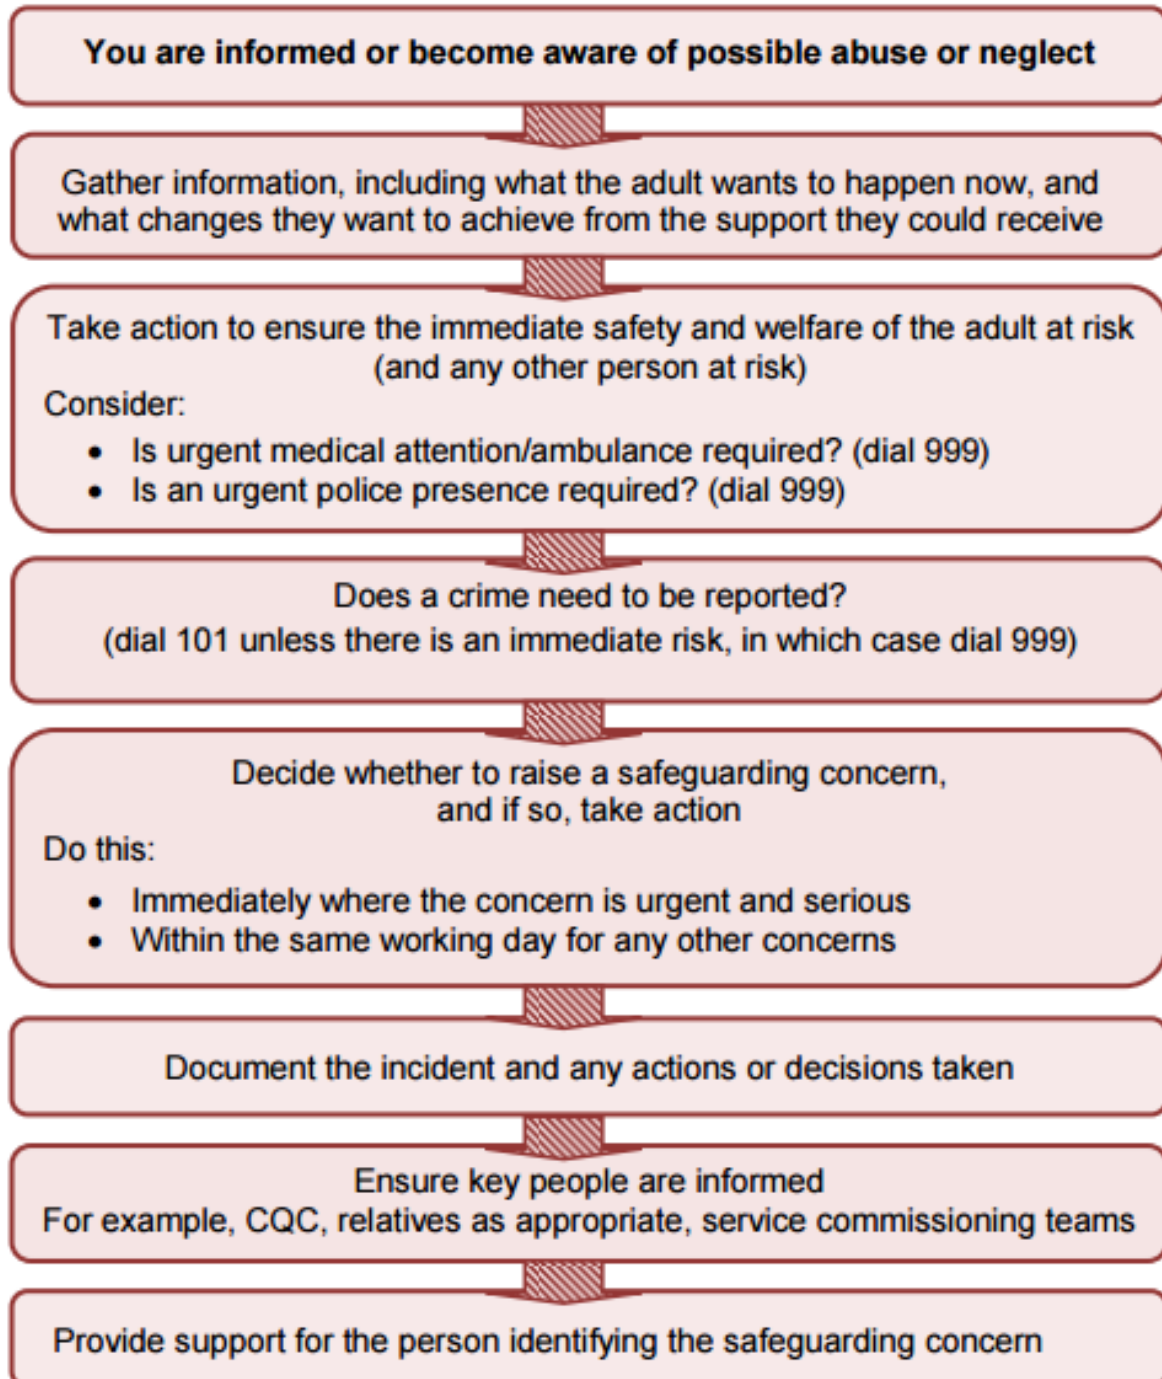 You are informed or become aware of possible abuse or neglect
Gather information, including what the adult wants to happen now, and
what changes they want to achieve from the support they could receive
Take action to ensure the immediate safety and welfare of the adult at risk
(and any other person at risk)
Consider:
• Is urgent medical attention/ambulance required? (dial 999)
• Is an urgent police presence required? (dial 999)
Does a crime need to be reported?
(dial 101 unless there is an immediate risk, in which case dial 999)
Decide whether to raise a safeguarding concern,
and if so, take action
Do this:
• Immediately where the concern is urgent and serious
• Within the same working day for any other concerns
Document the incident and any actions or decisions taken
Ensure key people are informed
For example, CQC, relatives as appropriate, service commissioning teams
Provide support for the person identifying the safeguarding concern